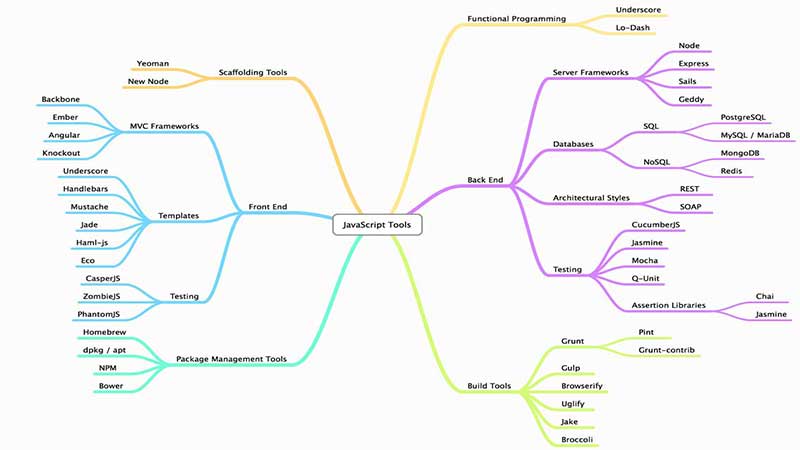 JavaScript Tools
Functional Programming
Underscore
Lo-Dash
Back End
Server Frameworks
Node
Express
Sails
Geddy
Databases
SQL
PostgreSQL
MySQL / MariaDB
NoSQL
MongoDB
Redis
Architectural Styles
REST
SOAP
Testing
CucumberJS
Jasmine
Mocha
Q-Unit
Assertion Libraries
Chai
Jasmine
Build Tools
Grunt
Pint
Grunt-contrib
Gulp
Browserify
Uglify
Jake
Broccoli
Scaffolding Tools
Yeoman
New Node
Front End
MVC Frameworks
Backbone
Ember
Angular
Knockout
Templates
Underscore
Handlebars
Mustache
Jade
Haml-js
Eco
Testing
CasperJS
ZombieJS
PhantomJS
Package Management Tools
Homebrew
dpkg / apt
NPM
Bower